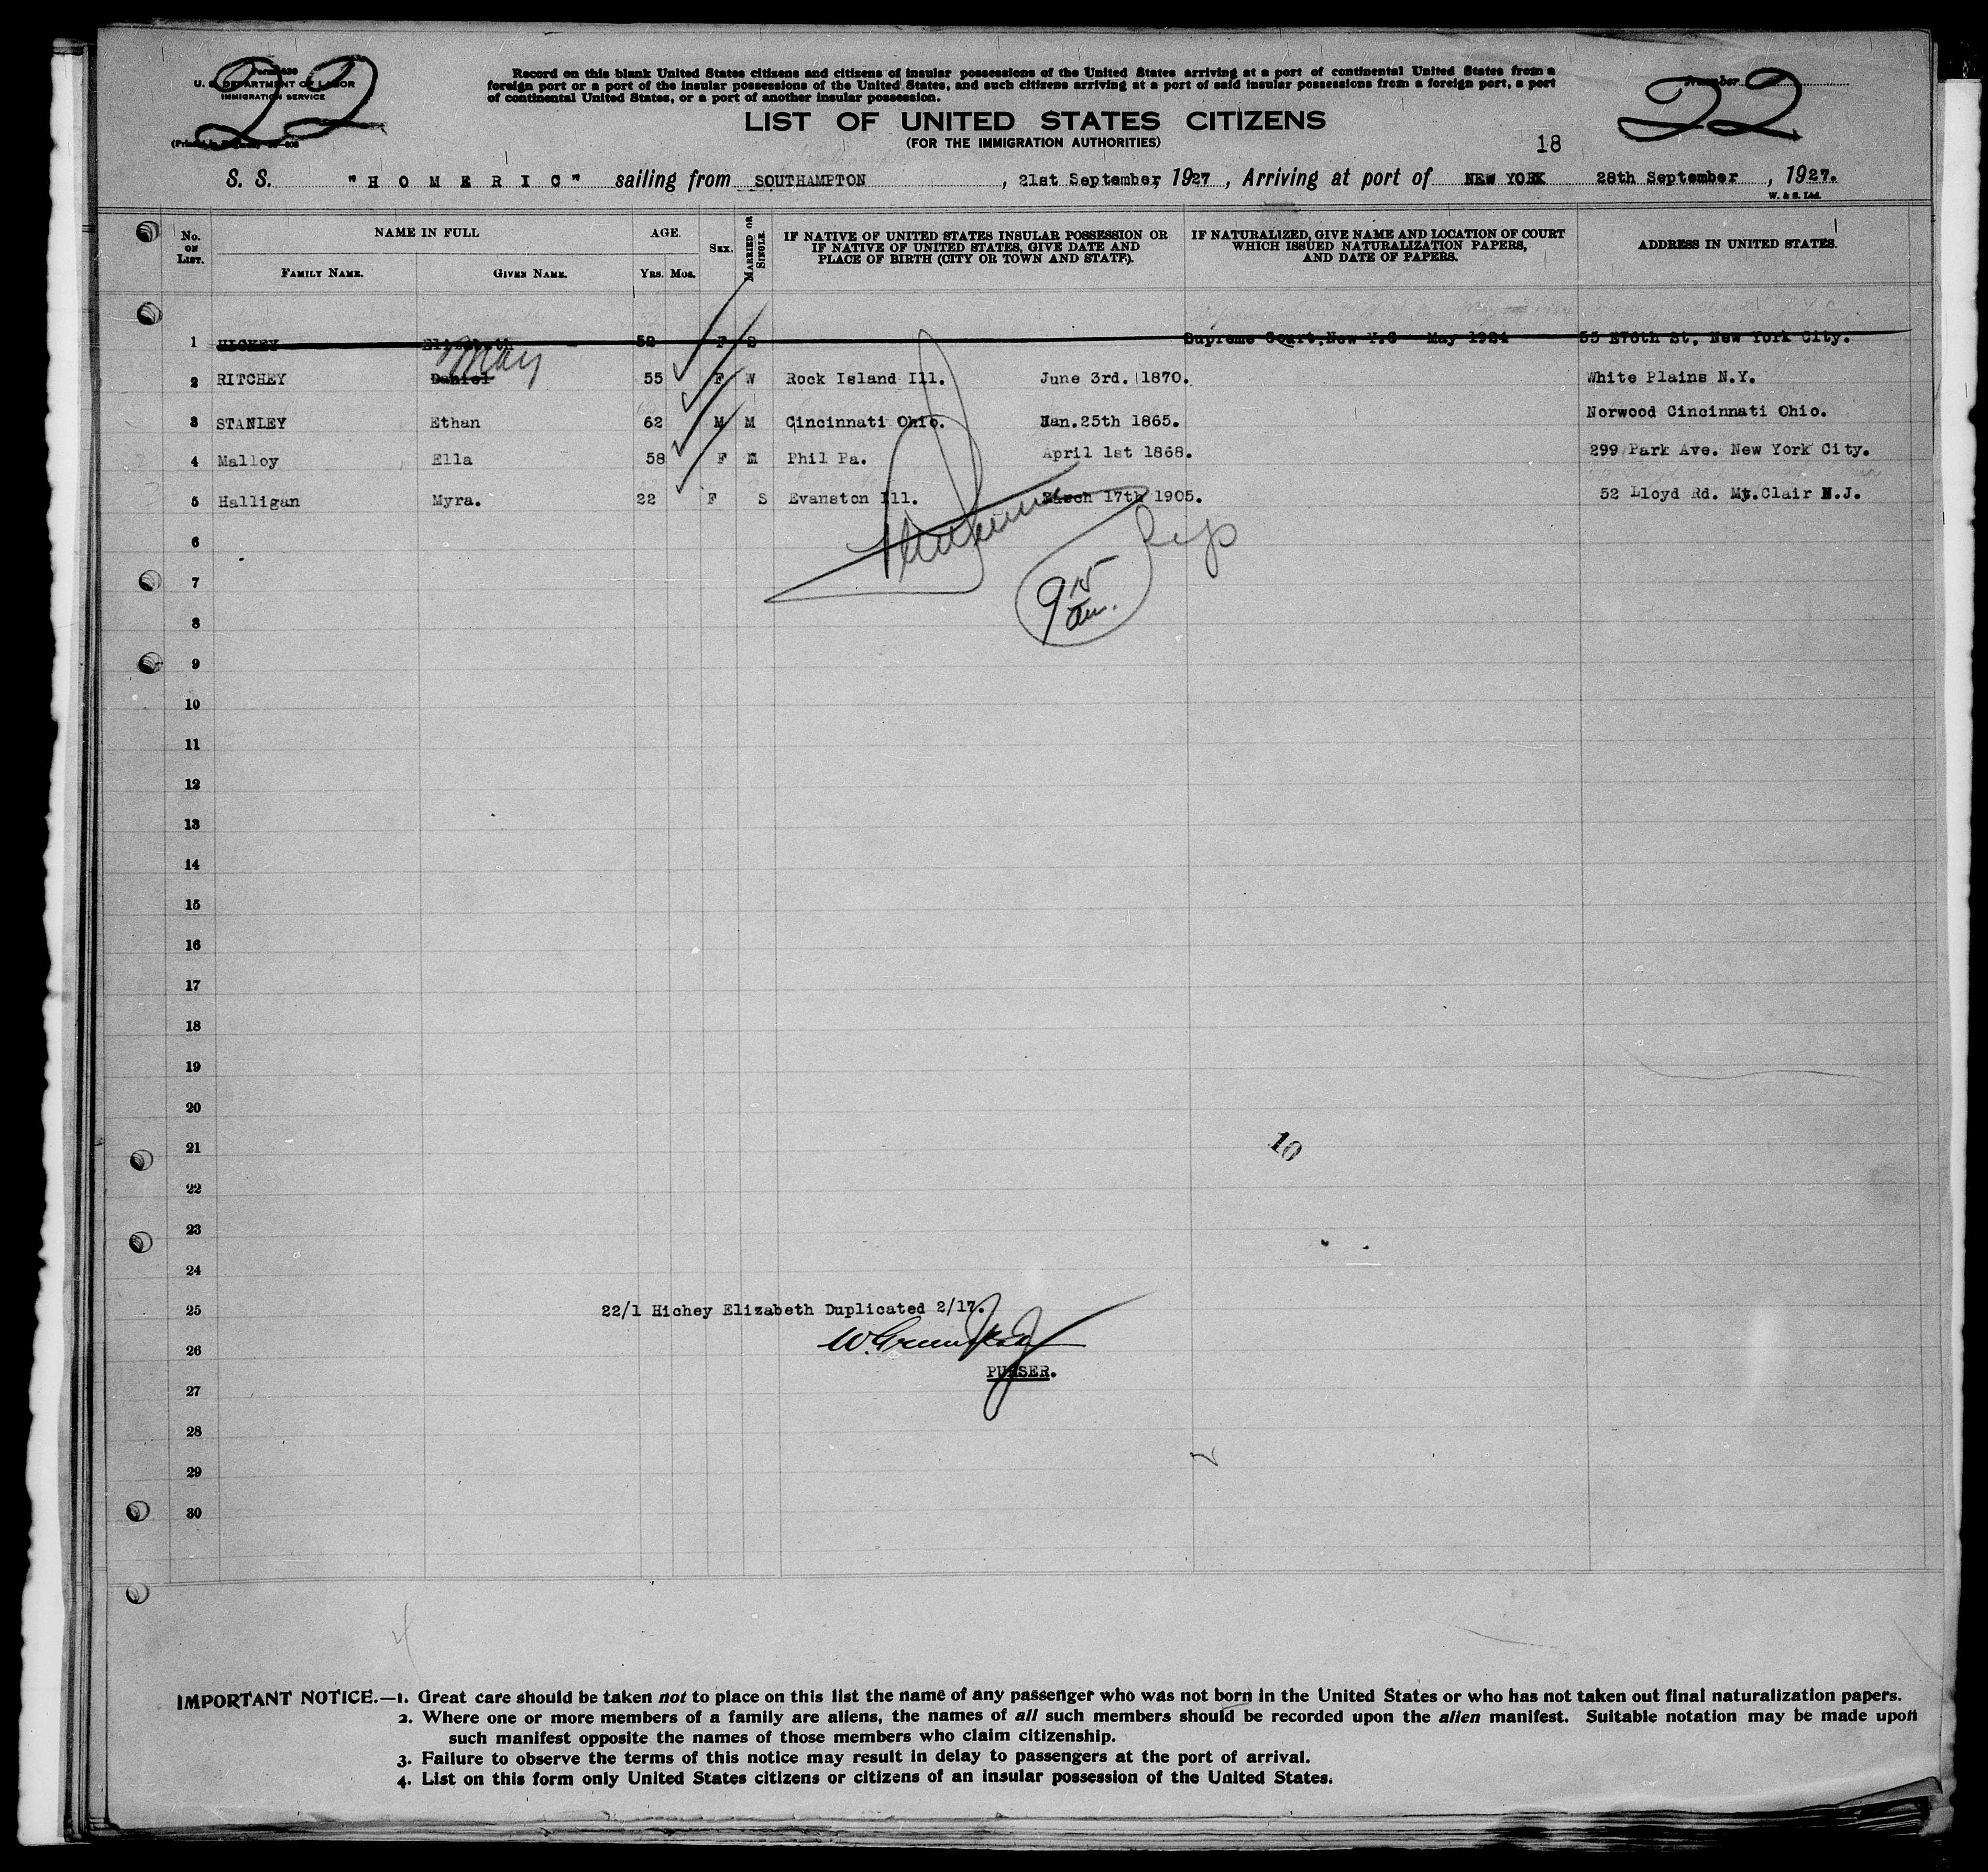 22
Form 630
U. S. DEPARTMENT OF LABOR
IMMIGRATION SERVICE
Record on this blank United States citizens and citizens of insular possessions of the United States arriving at a port of continental United States from a
foreign port or a port of the insular possessions of the United States, and such citizens arriving at a port of said insular possessions from a foreign port, a port
of continental United States, or a port of another insular possession.
Number
22
LIST OF UNITED STATES CITIZENS
(FOR THE IMMIGRATION AUTHORITIES)
18
S. S. "HOMERIC" sailing from SOUTHAMPTON, 21st September, 1927, Arriving at port of NEW YORK 28th September, 1927.
W. & S. Ltd.
No. ON LIST. NAME IN FULL AGE. SEX. MARRIED OR SINGLE. IF NATIVE OF UNITED STATES INSULAR POSSESSION OR IF NATIVE OF UNITED STATES, GIVE DATE AND PLACE OF BIRTH (CITY OR TOWN AND STATE). IF NATURALIZED, GIVE NAME AND LOCATION OF COURT WHICH ISSUED NATURALIZATION PAPERS, AND DATE OF PAPERS. ADDRESS IN UNITED STATES.
FAMILY NAME. GIVEN NAME. YRS. MOS.
1 HICKEY Elizabeth 52 F S Supreme Court, New Y.C May 1924 55 E76th St, New York City.
May
2 RITCHEY Daniel 55 F W Rock Island Ill. June 3rd. 1870. White Plains N.Y.
3 STANLEY Ethan 62 M M Cincinnati Ohio. Jan.25th 1865. Norwood Cincinnati Ohio.
4 Malloy Ella 58 F M Phil Pa. April 1st 1868. 299 Park Ave. New York City.
5 Halligan Myra. 22 F S Evanston Ill. March 17th 1905. 52 Lloyd Rd. Mt.Clair N.J.
6
7
9 15 am.
8
9
10
11
12
13
14
15
16
17
18
19
20
21
10
22
23
24
25 22/1 Hichey Elizabeth Duplicated 2/17.
26
PURSER.
27
28
29
30
IMPORTANT NOTICE.—1. Great care should be taken not to place on this list the name of any passenger who was not born in the United States or who has not taken out final naturalization papers.
2. Where one or more members of a family are aliens, the names of all such members should be recorded upon the alien manifest. Suitable notation may be made upon
such manifest opposite the names of those members who claim citizenship.
3. Failure to observe the terms of this notice may result in delay to passengers at the port of arrival.
4. List on this form only United States citizens or citizens of an insular possession of the United States.